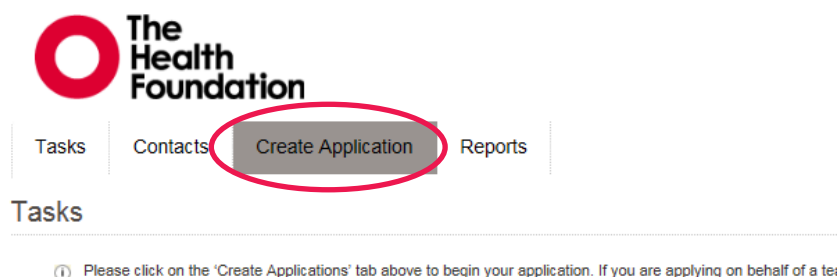 The
Health
Foundation
Tasks Contacts Create Application Reports
Tasks
Please click on the 'Create Applications' tab above to begin your application. If you are applying on behalf of a